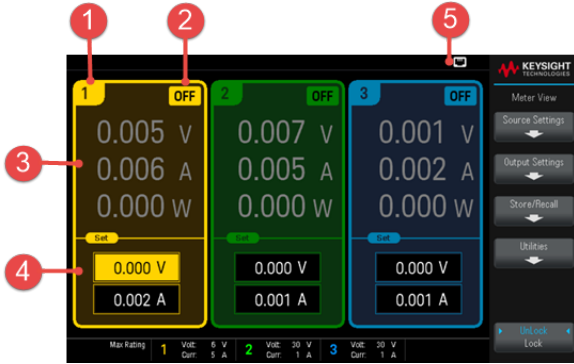 1 2 5
KEYSIGHT
TECHNOLOGIES
1 OFF 2 OFF 3 OFF
Meter View
0.005 V 0.007 V 0.001 V
Source Settings
3
0.006 A 0.005 A 0.002 A
Output Settings
0.000 W 0.000 W 0.000 W
Store/Recall
Set Set Set
Utilities
4
0.000 V 0.000 V 0.000 V
0.002 A 0.001 A 0.001 A
UnLock
Lock
Max Rating 1 Volt: 6 V 2 Volt: 30 V 3 Volt: 30 V
Curr: 5 A Curr: 1 A Curr: 1 A